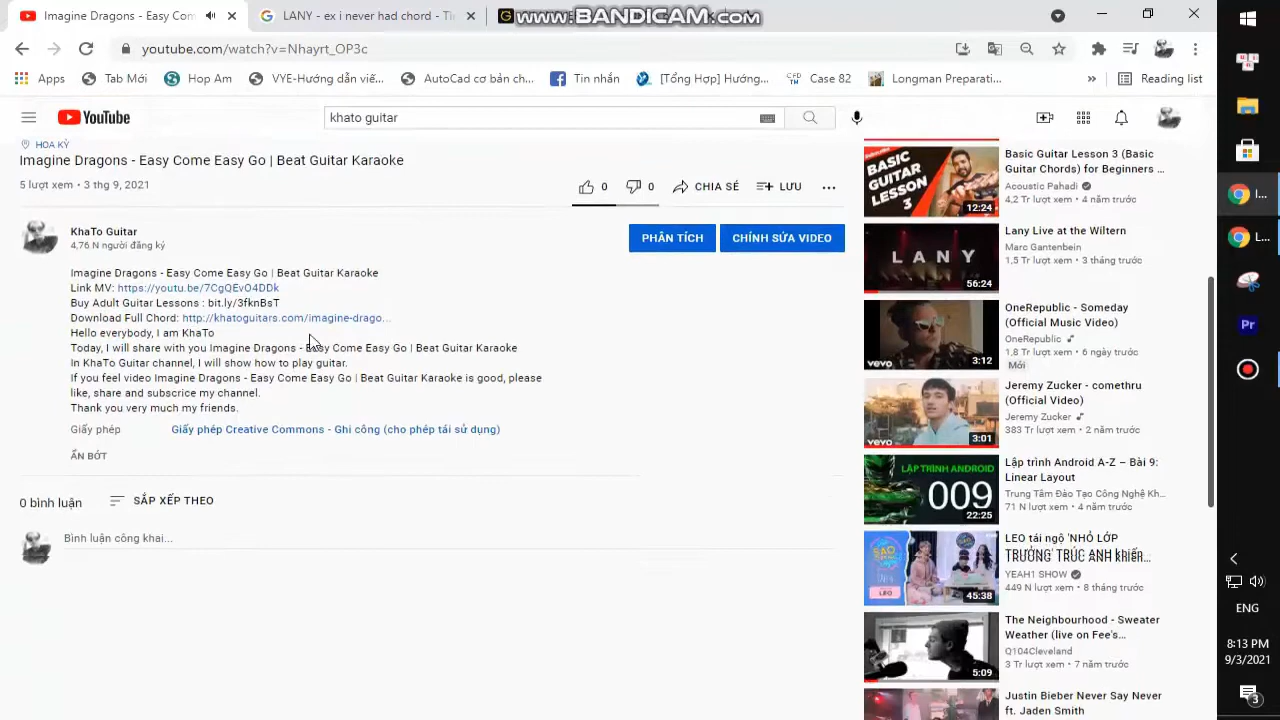 Imagine Dragons - Easy Com
LANY - ex i never had chord - Ti
www.BANDICAM.com
youtube.com/watch?v=Nhayrt_OP3c
Apps
Tab Mới
Hop Am
VYE-Hướng dẫn viế...
AutoCad cơ bản ch...
Tin nhắn
[Tổng Hợp] Hướng...
Case 82
Longman Preparati...
»
Reading list
YouTube
khato guitar
HOA KỲ
Imagine Dragons - Easy Come Easy Go | Beat Guitar Karaoke
5 lượt xem • 3 thg 9, 2021
0
0
CHIA SẺ
LƯU
KhaTo Guitar
4,76 N người đăng ký
PHÂN TÍCH
CHỈNH SỬA VIDEO
Imagine Dragons - Easy Come Easy Go | Beat Guitar Karaoke
Link MV: https://youtu.be/7CgQEvO4DDk
Buy Adult Guitar Lessons : bit.ly/3fknBsT
Download Full Chord: http://khatoguitars.com/imagine-drago...
Hello everybody, I am KhaTo
Today, I will share with you Imagine Dragons - Easy Come Easy Go | Beat Guitar Karaoke
In KhaTo Guitar channel, I will show how to play guitar.
If you feel video Imagine Dragons - Easy Come Easy Go | Beat Guitar Karaoke is good, please
like, share and subscrice my channel.
Thank you very much my friends.
Giấy phép
Giấy phép Creative Commons - Ghi công (cho phép tái sử dụng)
ẨN BỚT
0 bình luận
SẮP XẾP THEO
Bình luận công khai...
BASIC
GUITAR
LESSON
3
12:24
Basic Guitar Lesson 3 (Basic
Guitar Chords) for Beginners ...
Acoustic Pahadi
4,2 Tr lượt xem • 4 năm trước
LANY
56:24
Lany Live at the Wiltern
Marc Gantenbein
1,5 Tr lượt xem • 3 tháng trước
vevo
3:12
OneRepublic - Someday
(Official Music Video)
OneRepublic
1,8 Tr lượt xem • 6 ngày trước
Mới
vevo
3:01
Jeremy Zucker - comethru
(Official Video)
Jeremy Zucker
383 Tr lượt xem • 2 năm trước
LẬP TRÌNH ANDROID
009
22:25
Lập trình Android A-Z – Bài 9:
Linear Layout
Trung Tâm Đào Tạo Công Nghệ Kh...
71 N lượt xem • 4 năm trước
LEO
45:38
LEO tái ngộ 'NHỎ LỚP
TRƯỞNG' TRÚC ANH khiến...
YEAH1 SHOW
449 N lượt xem • 8 tháng trước
5:09
The Neighbourhood - Sweater
Weather (live on Fee's...
Q104Cleveland
3 Tr lượt xem • 7 năm trước
Justin Bieber Never Say Never
ft. Jaden Smith
I...
L...
Pr
ENG
8:13 PM
9/3/2021
3